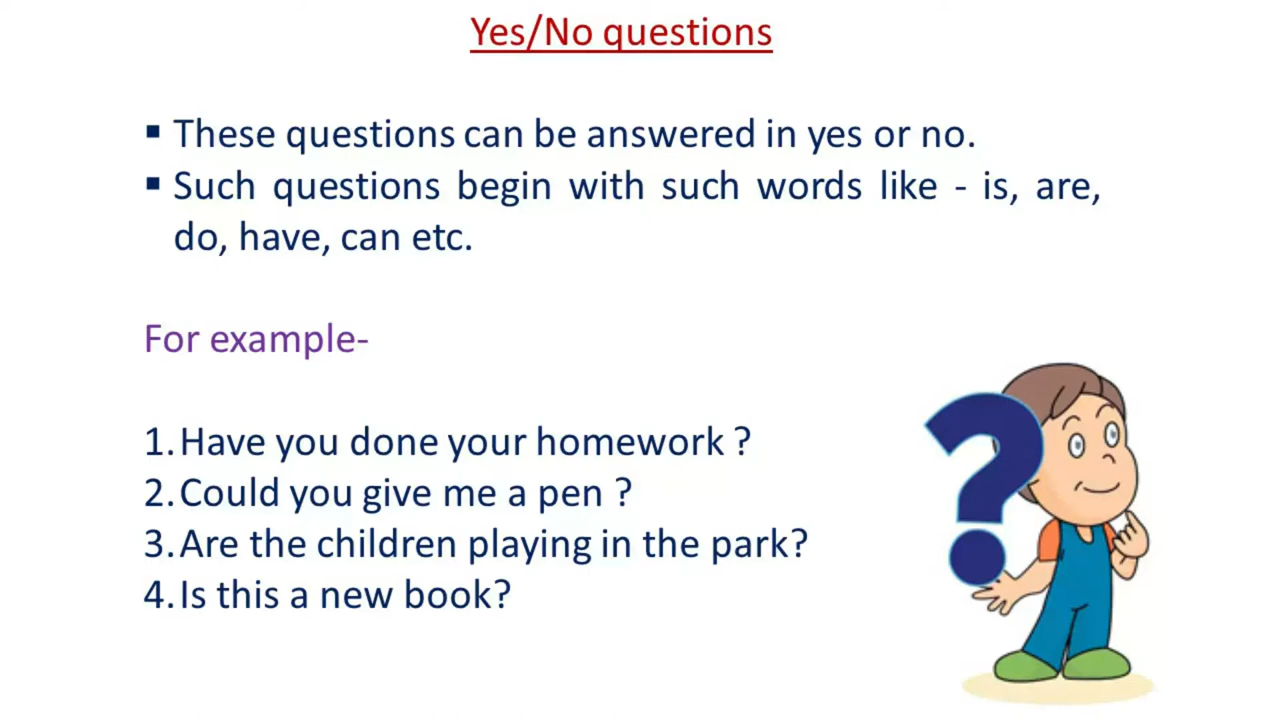 Yes/No questions
▪ These questions can be answered in yes or no.
▪ Such questions begin with such words like - is, are,
do, have, can etc.
For example-
1.Have you done your homework ?
2.Could you give me a pen ?
3.Are the children playing in the park?
4.Is this a new book?
?